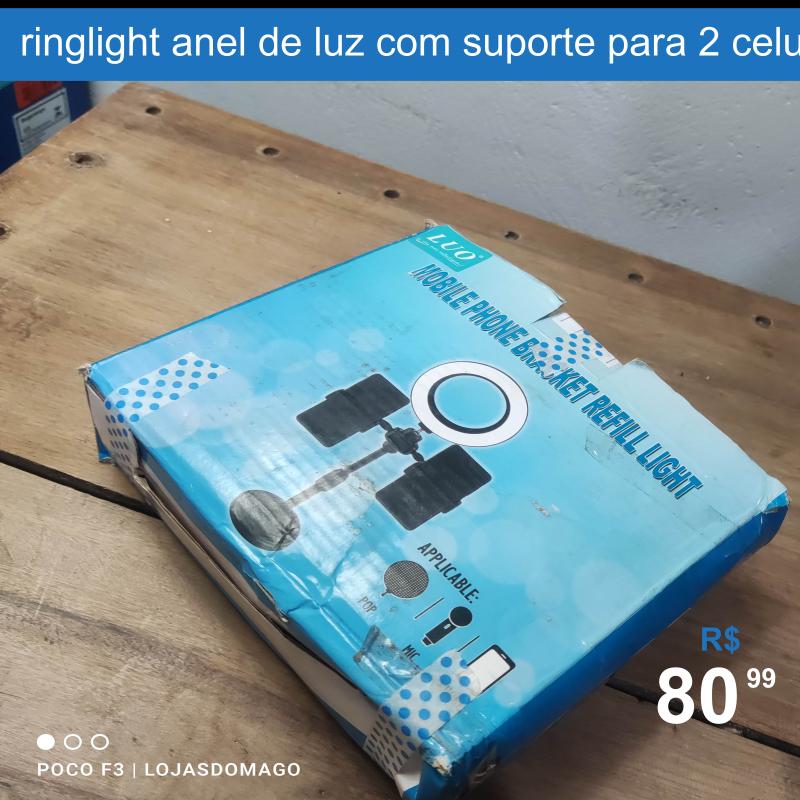 ringlight anel de luz com suporte para 2 celu
LUO
MOBILE PHONE BRACKET REFILL LIGHT
APPLICABLE:
POP
MIC
R$
80 99
POCO F3 | LOJASDOMAGO